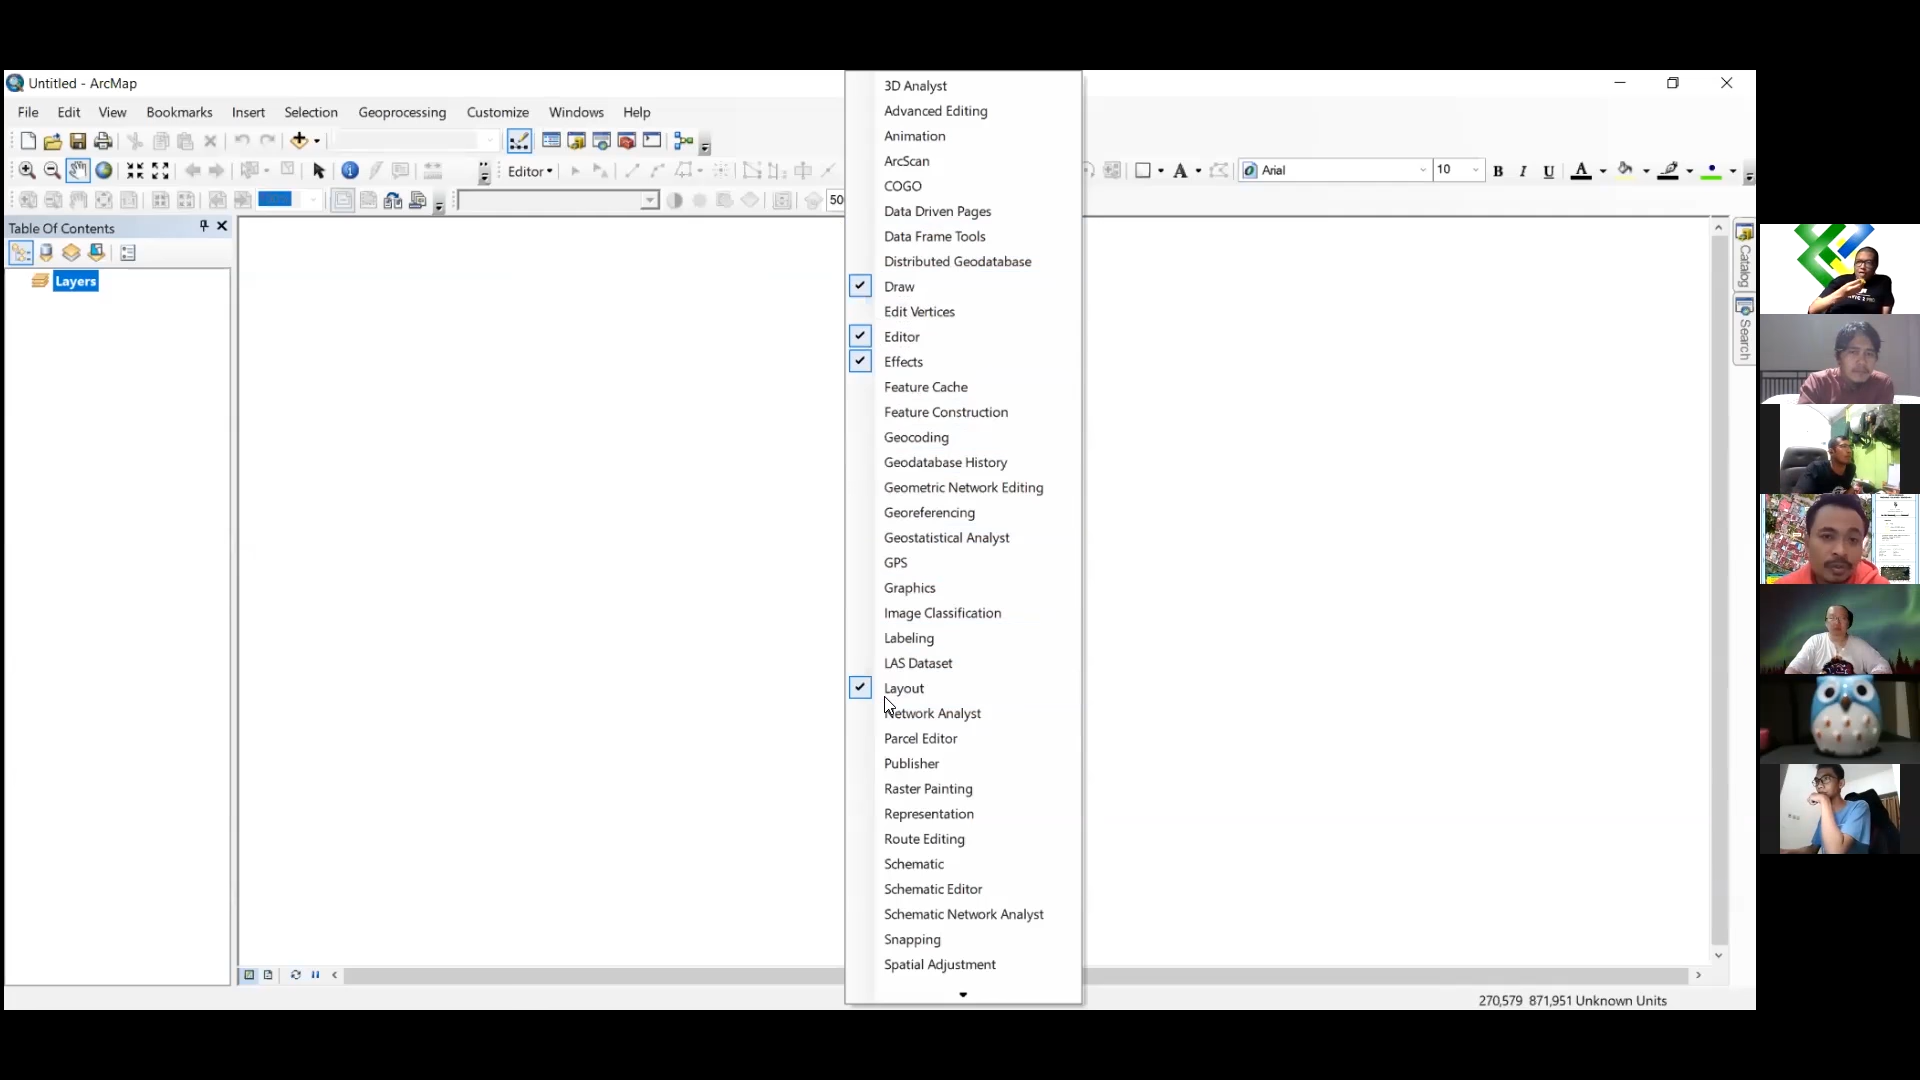 Untitled - ArcMap
File Edit View Bookmarks Insert Selection Geoprocessing Customize Windows Help
Editor
Arial
10
B I U A
50
Table Of Contents
Layers
3D Analyst
Advanced Editing
Animation
ArcScan
COGO
Data Driven Pages
Data Frame Tools
Distributed Geodatabase
Draw
Edit Vertices
Editor
Effects
Feature Cache
Feature Construction
Geocoding
Geodatabase History
Geometric Network Editing
Georeferencing
Geostatistical Analyst
GPS
Graphics
Image Classification
Labeling
LAS Dataset
Layout
Network Analyst
Parcel Editor
Publisher
Raster Painting
Representation
Route Editing
Schematic
Schematic Editor
Schematic Network Analyst
Snapping
Spatial Adjustment
Catalog
Search
270,579 871,951 Unknown Units